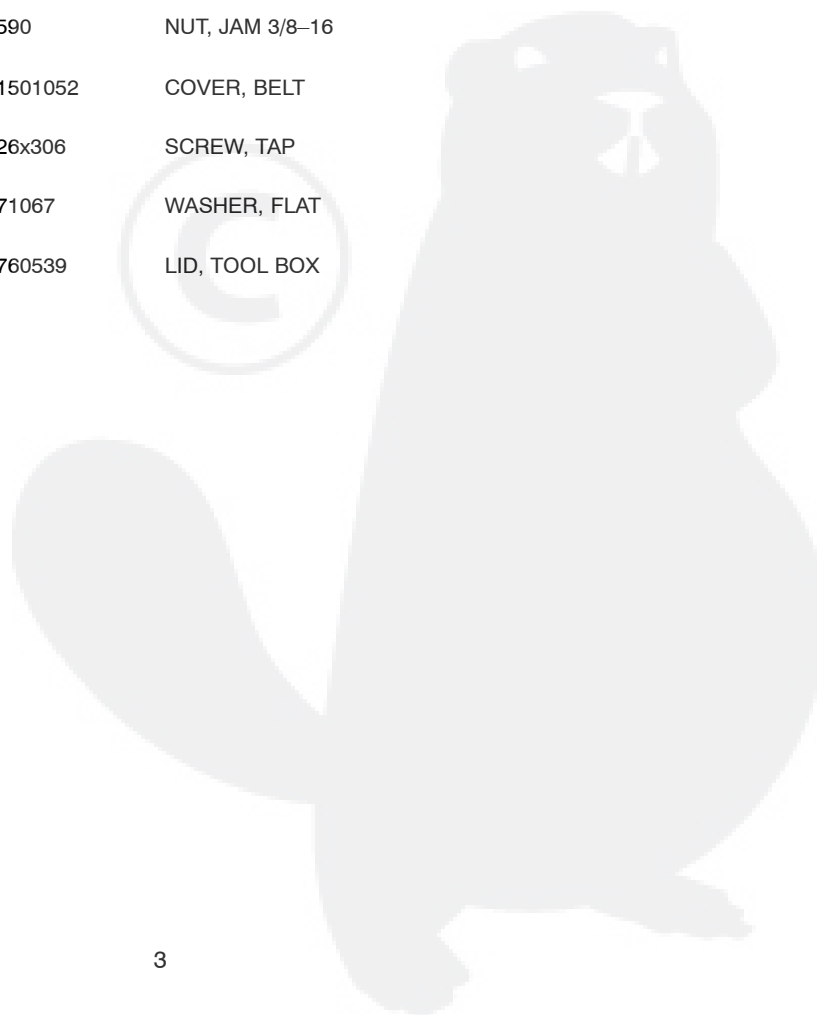 590 NUT, JAM 3/8–16
1501052 COVER, BELT
26x306 SCREW, TAP
71067 WASHER, FLAT
760539 LID, TOOL BOX
©
3